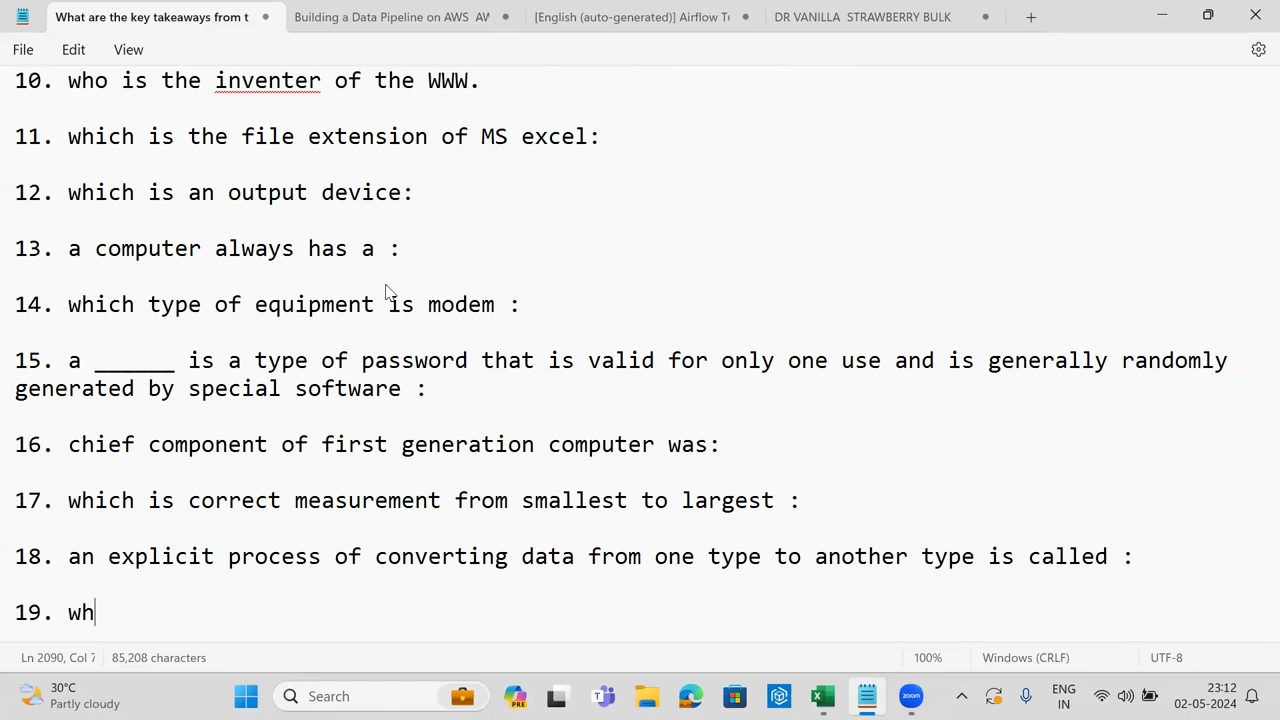 What are the key takeaways from t
Building a Data Pipeline on AWS AW
[English (auto-generated)] Airflow Tu
DR VANILLA STRAWBERRY BULK
File Edit View
10. who is the inventer of the WWW.
11. which is the file extension of MS excel:
12. which is an output device:
13. a computer always has a :
14. which type of equipment is modem :
15. a ______ is a type of password that is valid for only one use and is generally randomly
generated by special software :
16. chief component of first generation computer was:
17. which is correct measurement from smallest to largest :
18. an explicit process of converting data from one type to another type is called :
19. wh
Ln 2090, Col 7 85,208 characters 100% Windows (CRLF) UTF-8
30°C
Partly cloudy
Search
PRE
zoom
ENG
IN
23:12
02-05-2024